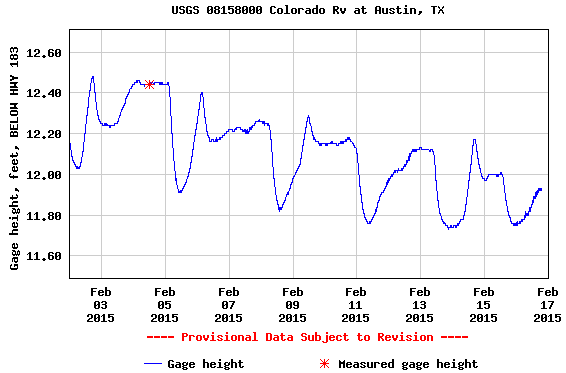 USGS 08158000 Colorado Rv at Austin, TX
Gage height, feet, BELOW HWY 183
12.60
12.40
12.20
12.00
11.80
11.60
Feb 03 2015
Feb 05 2015
Feb 07 2015
Feb 09 2015
Feb 11 2015
Feb 13 2015
Feb 15 2015
Feb 17 2015
---- Provisional Data Subject to Revision ----
Gage height
Measured gage height